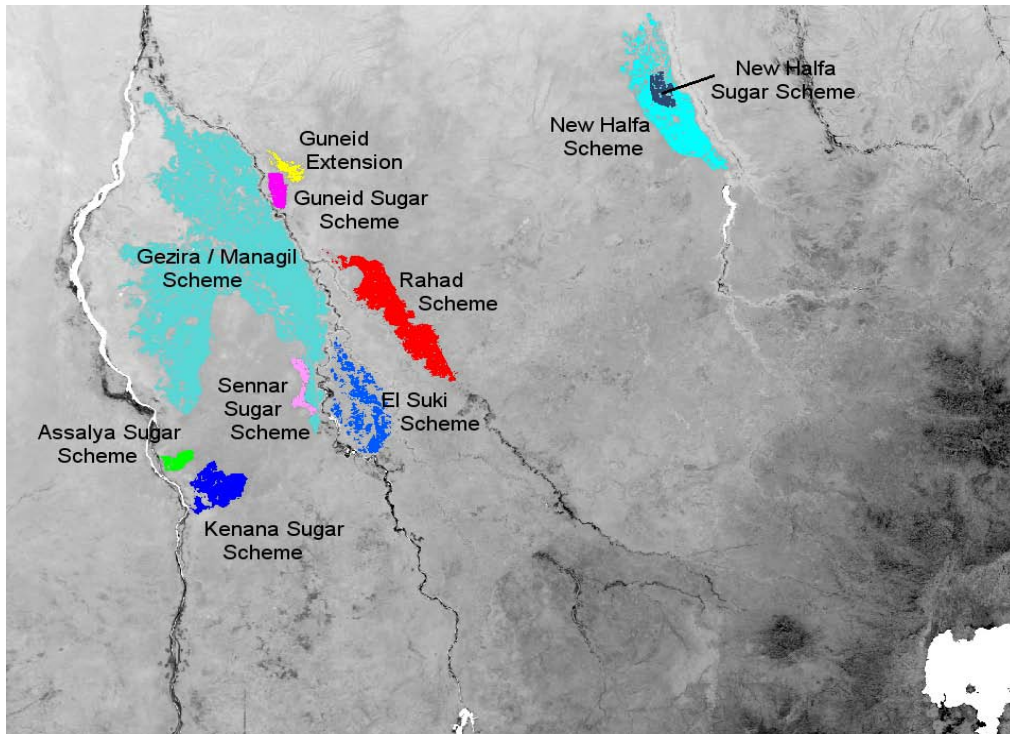 New Halfa
Sugar Scheme
New Halfa
Scheme
Guneid
Extension
Guneid Sugar
Scheme
Gezira / Managil
Scheme
Rahad
Scheme
Sennar
Sugar
Scheme
El Suki
Scheme
Assalya Sugar
Scheme
Kenana Sugar
Scheme